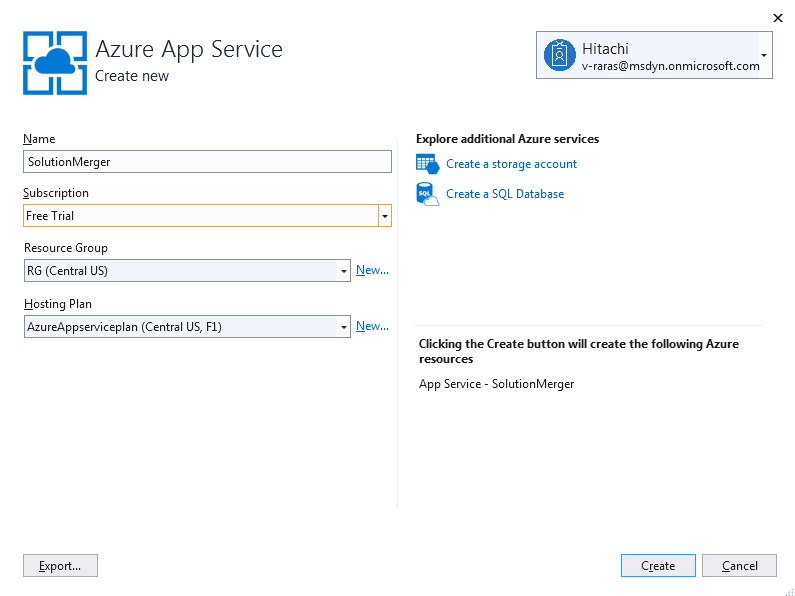 Azure App Service
Create new
Hitachi
v-raras@msdyn.onmicrosoft.com
Name
SolutionMerger
Subscription
Free Trial
Resource Group
RG (Central US)
New...
Hosting Plan
AzureAppserviceplan (Central US, F1)
New...
Explore additional Azure services
Create a storage account
SQL
Create a SQL Database
Clicking the Create button will create the following Azure
resources
App Service - SolutionMerger
Export...
Create
Cancel